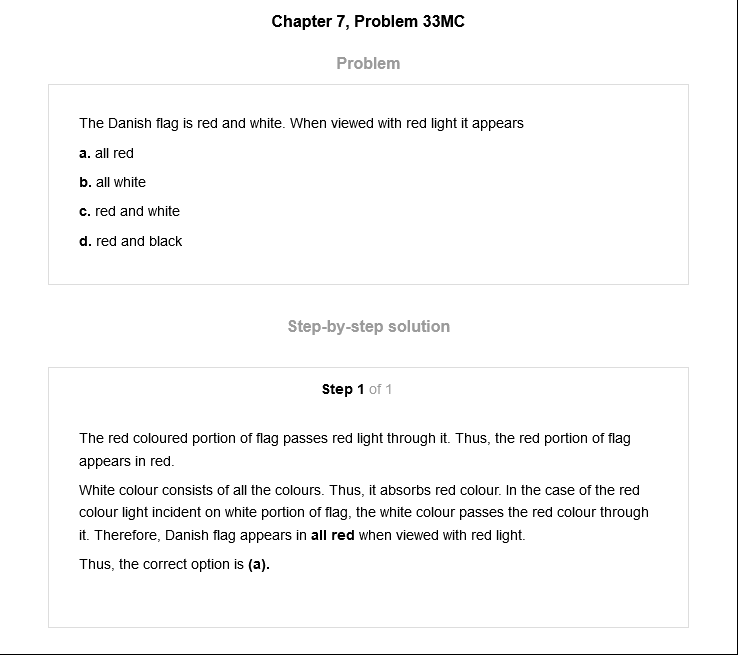 Chapter 7, Problem 33MC
Problem
The Danish flag is red and white. When viewed with red light it appears
a. all red
b. all white
c. red and white
d. red and black
Step-by-step solution
Step 1 of 1
The red coloured portion of flag passes red light through it. Thus, the red portion of flag
appears in red.
White colour consists of all the colours. Thus, it absorbs red colour. In the case of the red
colour light incident on white portion of flag, the white colour passes the red colour through
it. Therefore, Danish flag appears in all red when viewed with red light.
Thus, the correct option is (a).